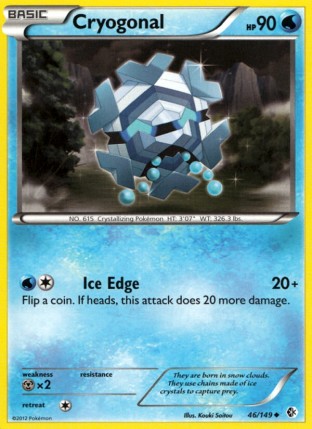 BASIC
Cryogonal
HP90
NO. 615 Crystallizing Pokémon HT: 3'07" WT: 326.3 lbs.
Ice Edge 20+
Flip a coin. If heads, this attack does 20 more damage.
weakness resistance
×2
retreat
They are born in snow clouds.
They use chains made of ice
crystals to capture prey.
©2012 Pokémon
Illus. Kouki Saitou 46/149